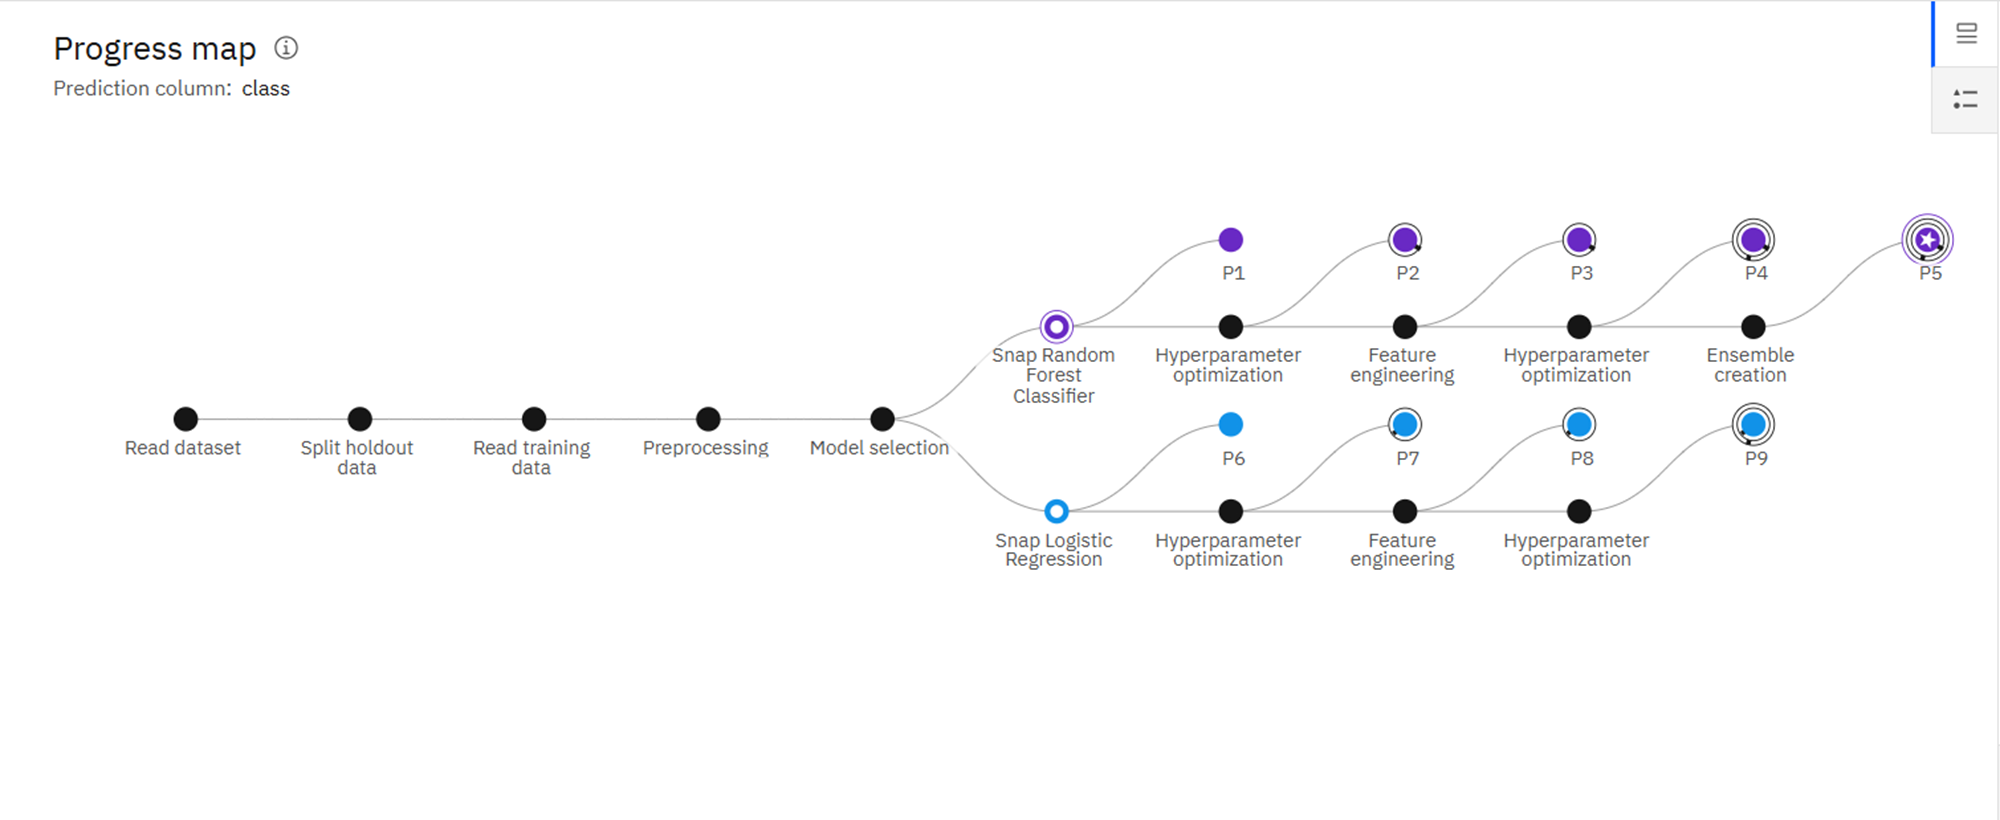 Progress map
Prediction column: class
P1
P2
P3
P4
P5
Snap Random
Forest
Classifier
Hyperparameter
optimization
Feature
engineering
Hyperparameter
optimization
Ensemble
creation
Read dataset
Split holdout
data
Read training
data
Preprocessing
Model selection
P6
P7
P8
P9
Snap Logistic
Regression
Hyperparameter
optimization
Feature
engineering
Hyperparameter
optimization